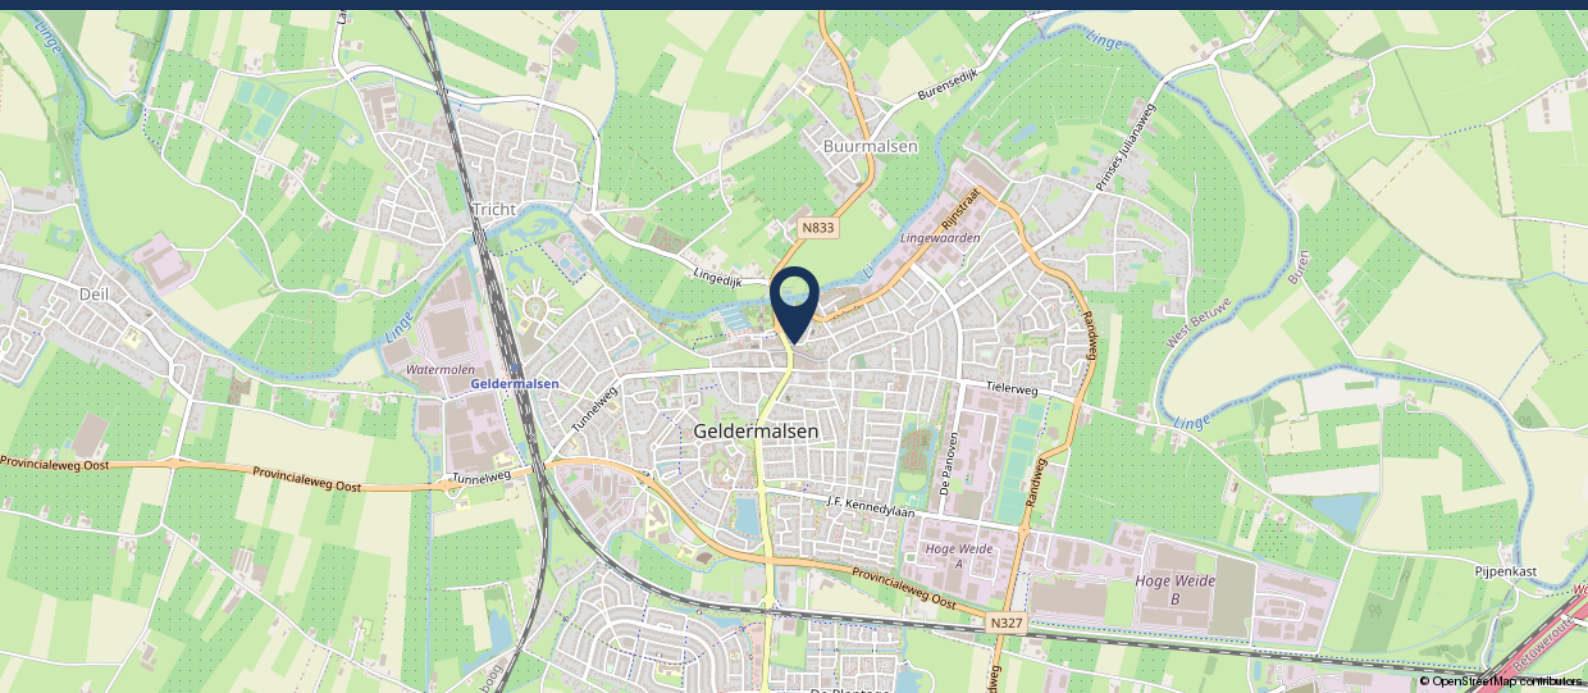 Linge
Linge
Burensedijk
Prinses Julianaweg
Buurmalsen
Tricht
Rijnstraat
N833
Lingewaarden
Buren
Lingedijk
Deil
Linge
West Betuwe
Randweg
Watermolen
Geldermalsen
Tielerweg
Tunnelweg
Linge
Geldermalsen
De Panoven
Provincialeweg Oost
Provincialeweg Oost
Tunnelweg
Randweg
J.F. Kennedylaan
Hoge Weide
A
Pijpenkast
Hoge Weide
B
Provincialeweg Oost
N327
Betuweroute
© OpenStreetMap contributors